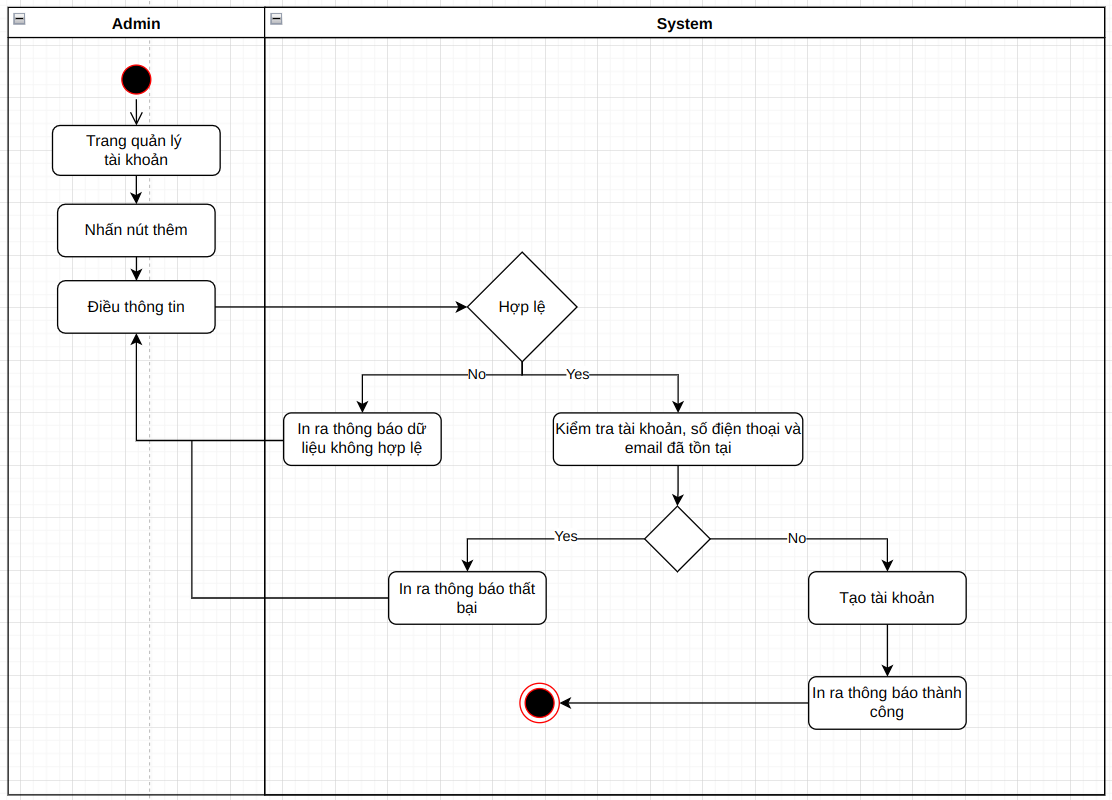 Admin
System
Trang quản lý
tài khoản
Nhấn nút thêm
Điều thông tin
Hợp lệ
No
Yes
In ra thông báo dữ
liệu không hợp lệ
Kiểm tra tài khoản, số điện thoại và
email đã tồn tại
Yes
No
In ra thông báo thất
bại
Tạo tài khoản
In ra thông báo thành
công